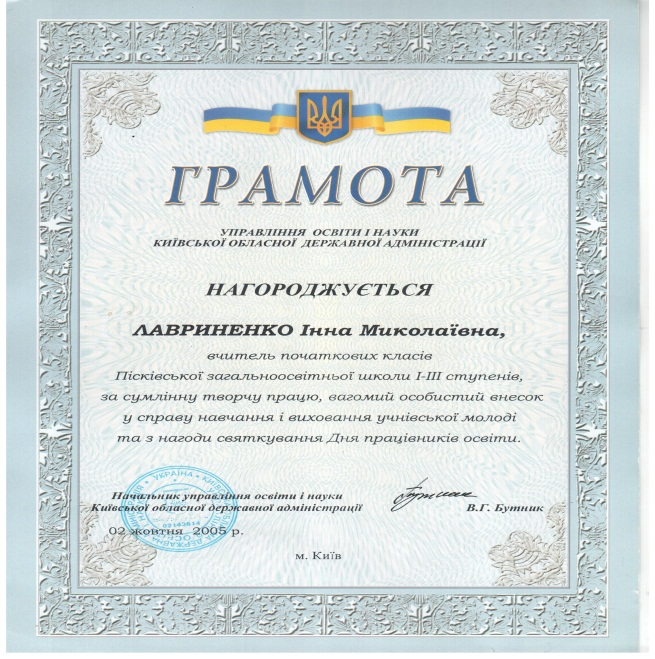 ГРАМОТА
УПРАВЛІННЯ ОСВІТИ І НАУКИ
КИЇВСЬКОЇ ОБЛАСНОЇ ДЕРЖАВНОЇ АДМІНІСТРАЦІЇ
НАГОРОДЖУЄТЬСЯ
ЛАВРИНЕНКО Інна Миколаївна,
вчитель початкових класів
Пісківської загальноосвітньої школи І-ІІІ ступенів,
за сумлінну творчу працю, вагомий особистий внесок
у справу навчання і виховання учнівської молоді
та з нагоди святкування Дня працівників освіти.
Начальник управління освіти і науки
Київської обласної державної адміністрації
В.Г. Бутник
02 жовтня 2005 р.
м. Київ
УКРАЇНА